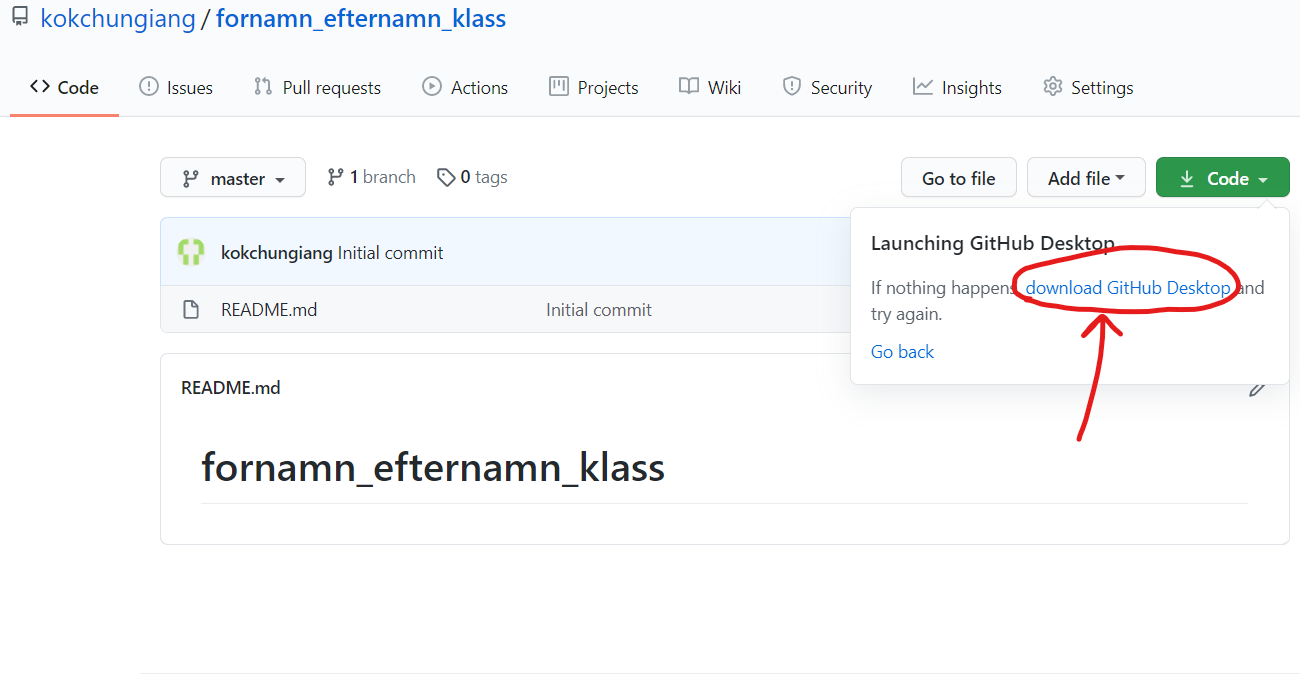 kokchungiang / fornamn_efternamn_klass
Code Issues Pull requests Actions Projects Wiki Security Insights Settings
master 1 branch 0 tags Go to file Add file Code
Launching GitHub Desktop
kokchungiang Initial commit
If nothing happens, download GitHub Desktop and
try again.
README.md Initial commit
Go back
README.md
fornamn_efternamn_klass